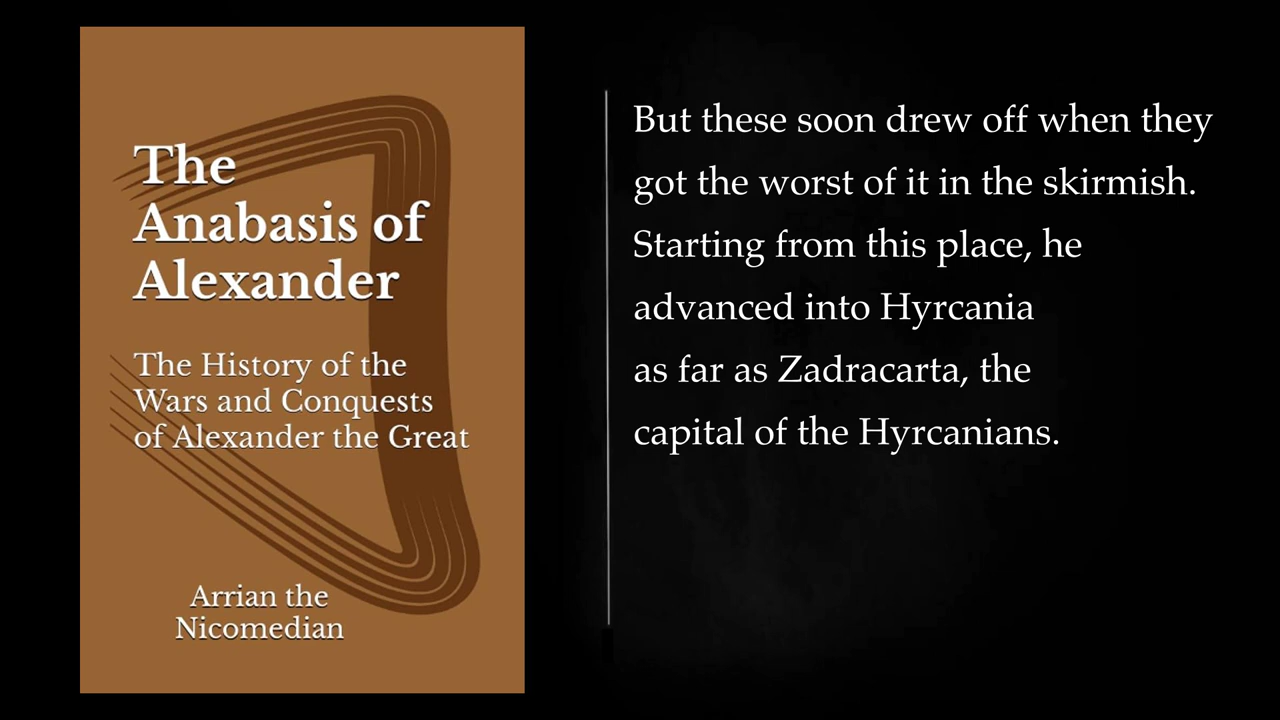 The
Anabasis of
Alexander
The History of the
Wars and Conquests
of Alexander the Great
Arrian the
Nicomedian
But these soon drew off when they
got the worst of it in the skirmish.
Starting from this place, he
advanced into Hyrcania
as far as Zadracarta, the
capital of the Hyrcanians.